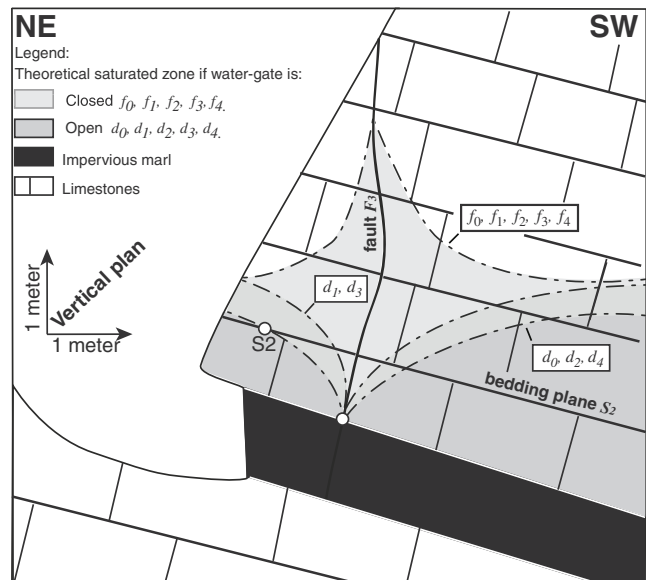 NE
SW
Legend:
Theoretical saturated zone if water-gate is:
Closed f0, f1, f2, f3, f4.
Open d0, d1, d2, d3, d4.
Impervious marl
Limestones
fault F3
f0, f1, f2, f3, f4
Vertical plan
1 meter
1 meter
d1, d3
S2
d0, d2, d4
bedding plane S2